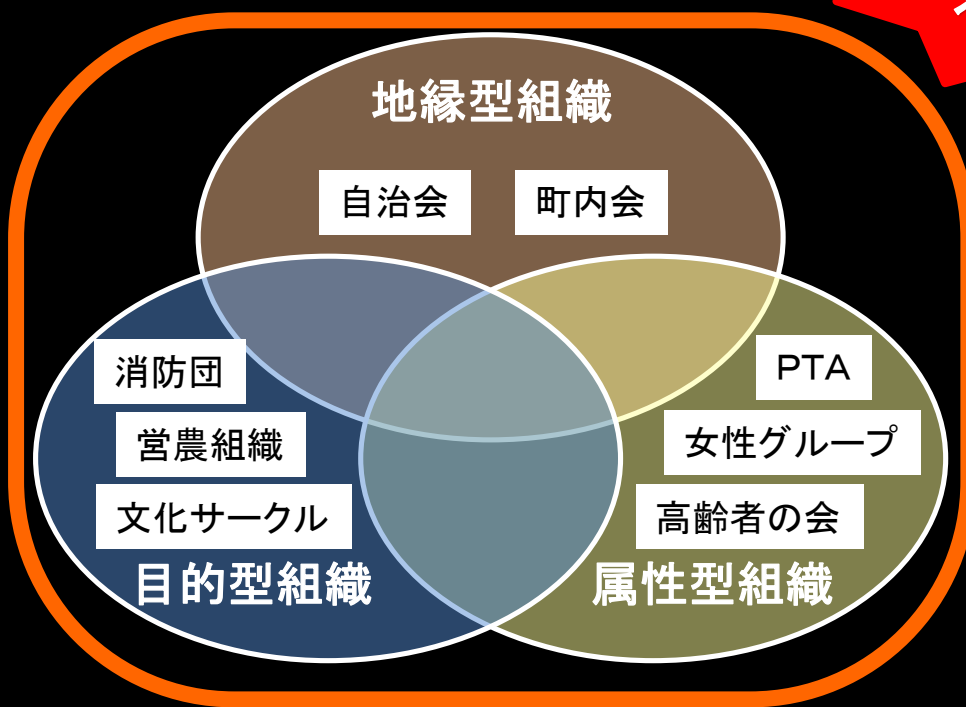 地縁型組織
自治会
町内会
消防団
営農組織
文化サークル
目的型組織
PTA
女性グループ
高齢者の会
属性型組織